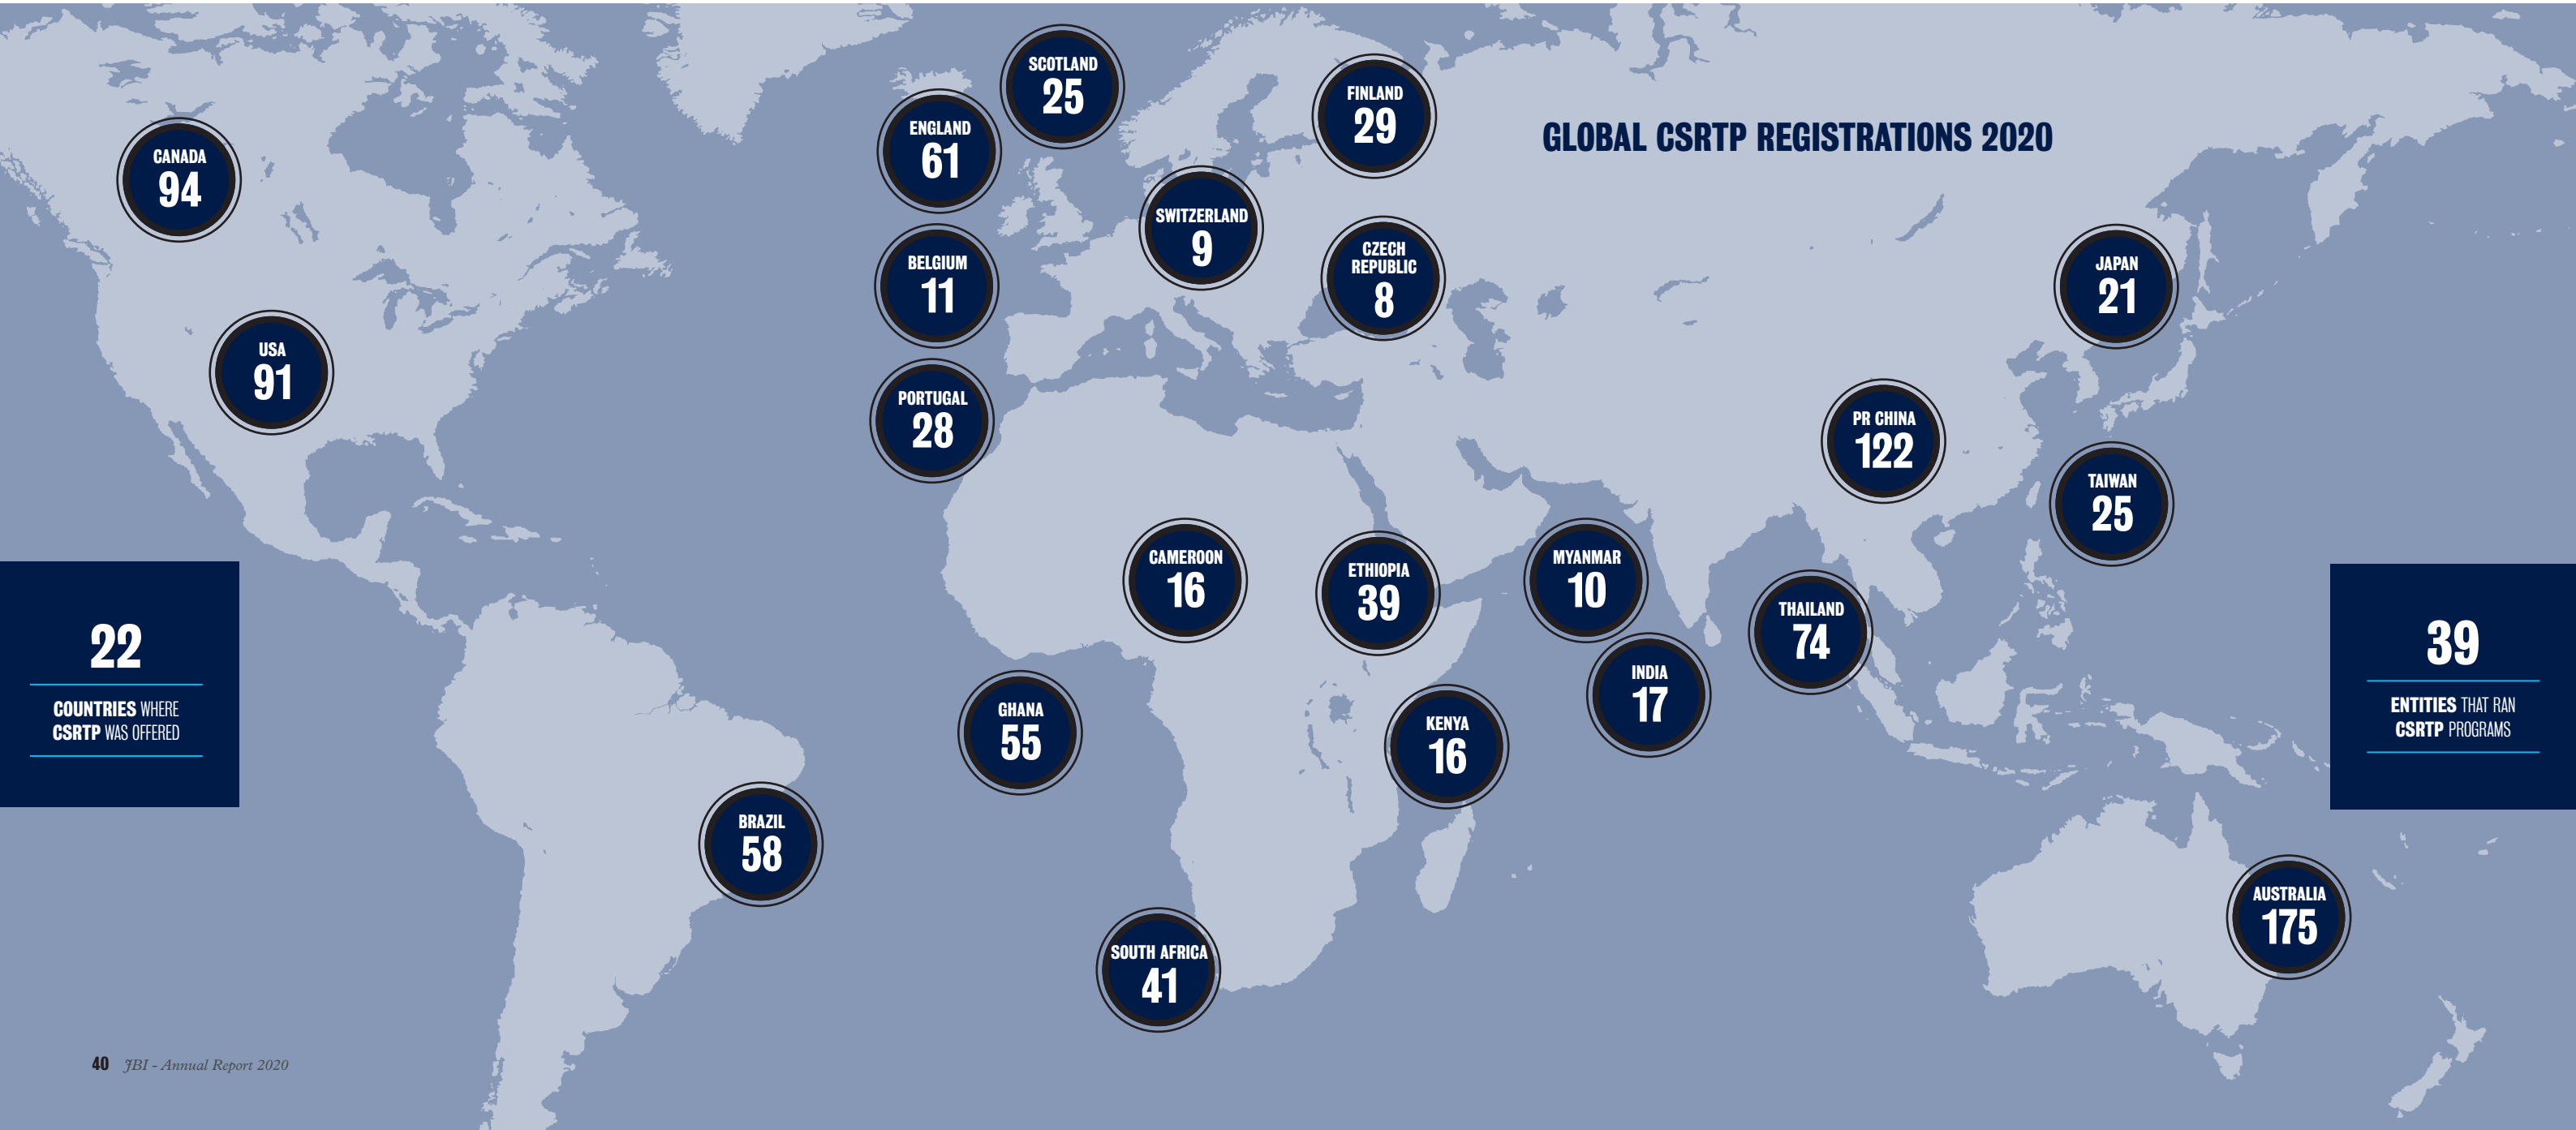 SCOTLAND
25
FINLAND
29
ENGLAND
61
GLOBAL CSRTP REGISTRATIONS 2020
CANADA
94
SWITZERLAND
9
CZECH
REPUBLIC
8
BELGIUM
11
JAPAN
21
USA
91
PORTUGAL
28
PR CHINA
122
TAIWAN
25
CAMEROON
16
ETHIOPIA
39
MYANMAR
10
THAILAND
74
INDIA
17
22
COUNTRIES WHERE
CSRTP WAS OFFERED
39
ENTITIES THAT RAN
CSRTP PROGRAMS
GHANA
55
KENYA
16
BRAZIL
58
AUSTRALIA
175
SOUTH AFRICA
41
40 JBI - Annual Report 2020